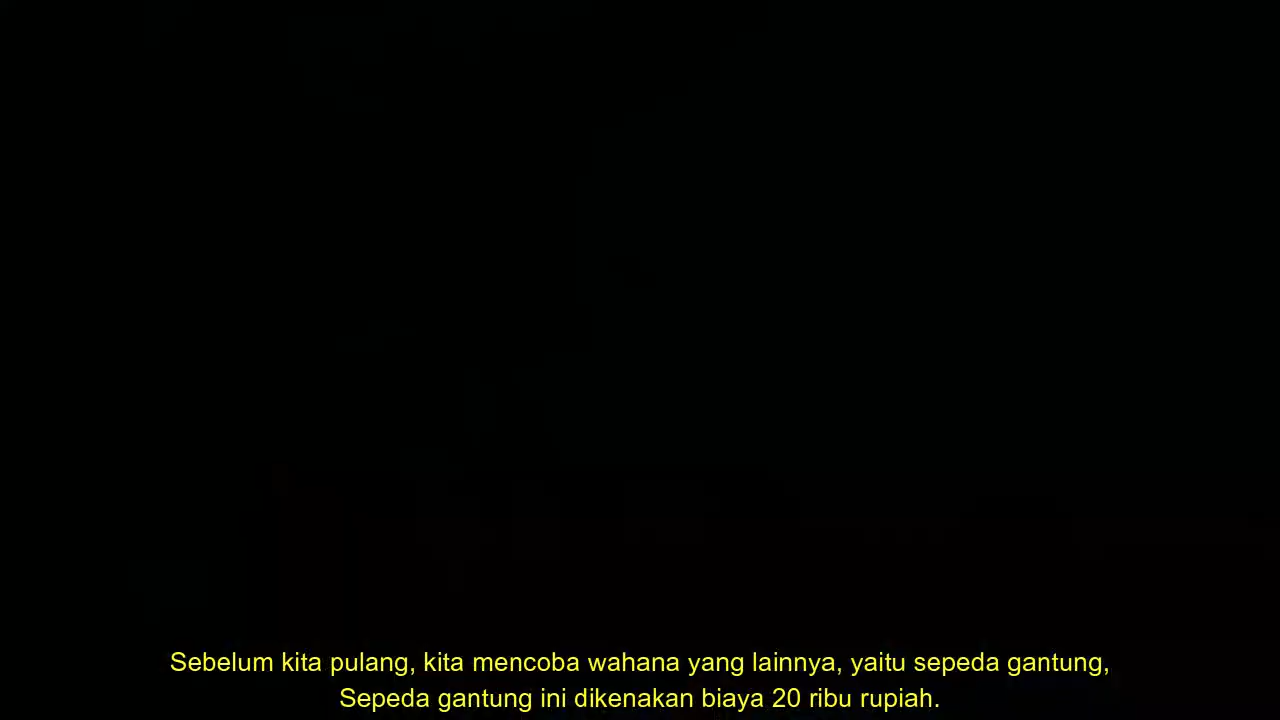 Sebelum kita pulang, kita mencoba wahana yang lainnya, yaitu sepeda gantung,
Sepeda gantung ini dikenakan biaya 20 ribu rupiah.